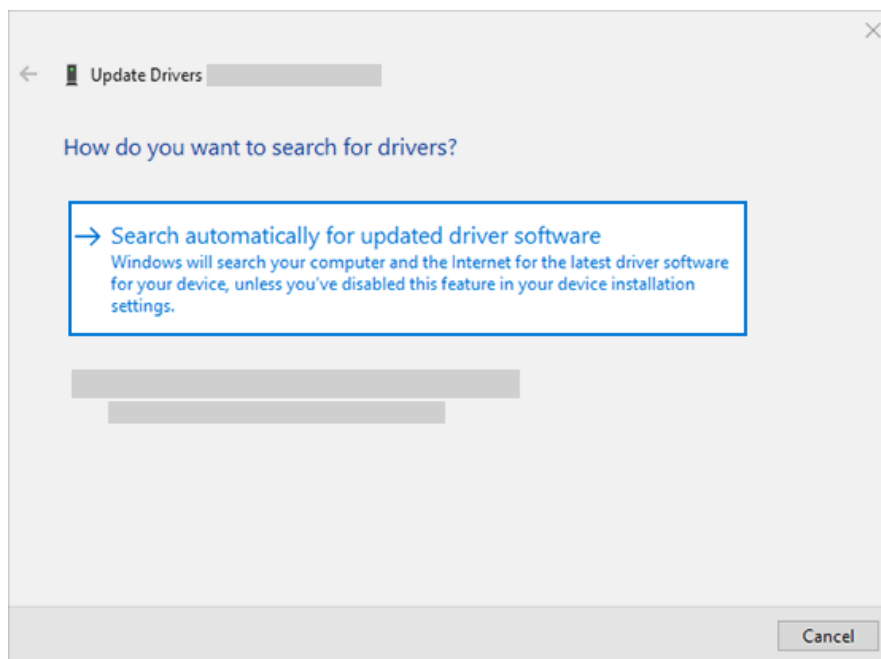 Update Drivers
How do you want to search for drivers?
Search automatically for updated driver software
Windows will search your computer and the Internet for the latest driver software
for your device, unless you've disabled this feature in your device installation
settings.
Cancel